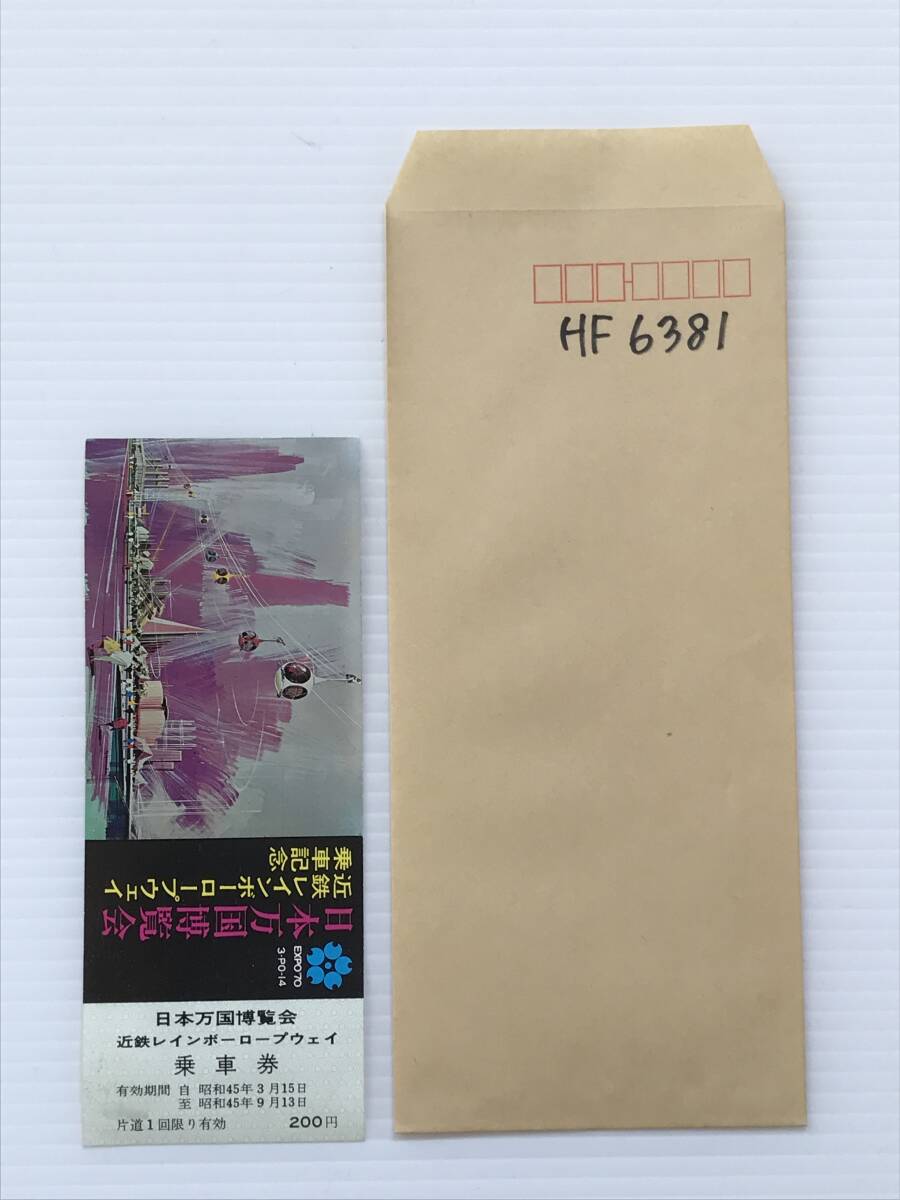 HF 6381
乗車記念
近鉄レインボーロープウェイ
日本万国博覧会
EXPO'70
3-PO-14
日本万国博覧会
近鉄レインボーロープウェイ
乗車券
有効期間 自 昭和45年3月15日
至 昭和45年9月13日
片道1回限り有効 200円